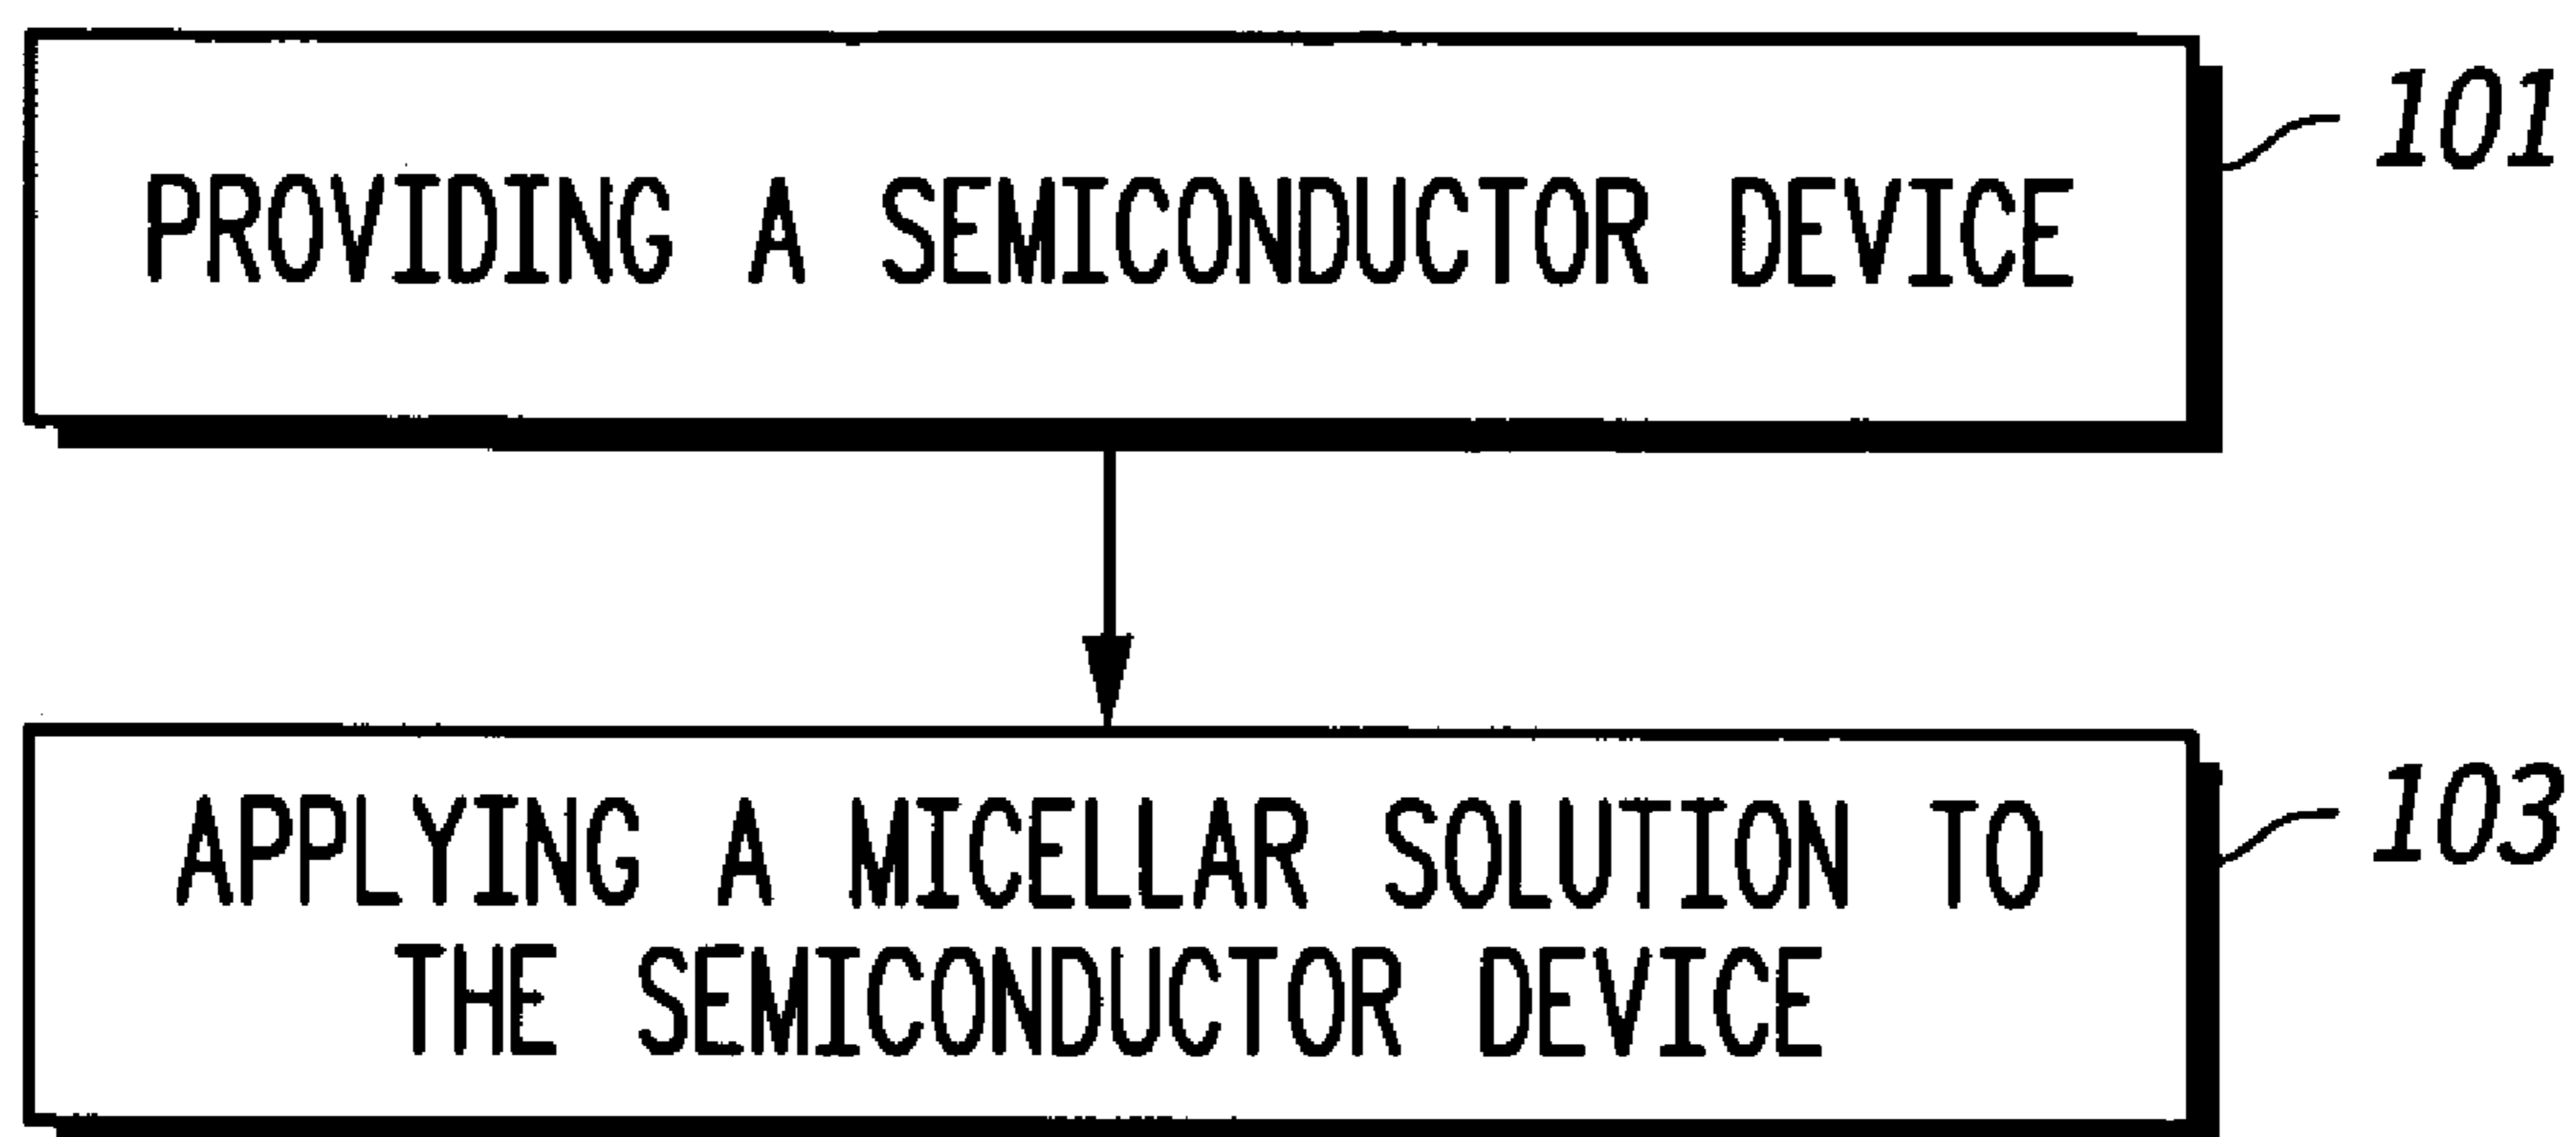 PROVIDING A SEMICONDUCTOR DEVICE
101
APPLYING A MICELLAR SOLUTION TO
THE SEMICONDUCTOR DEVICE
103